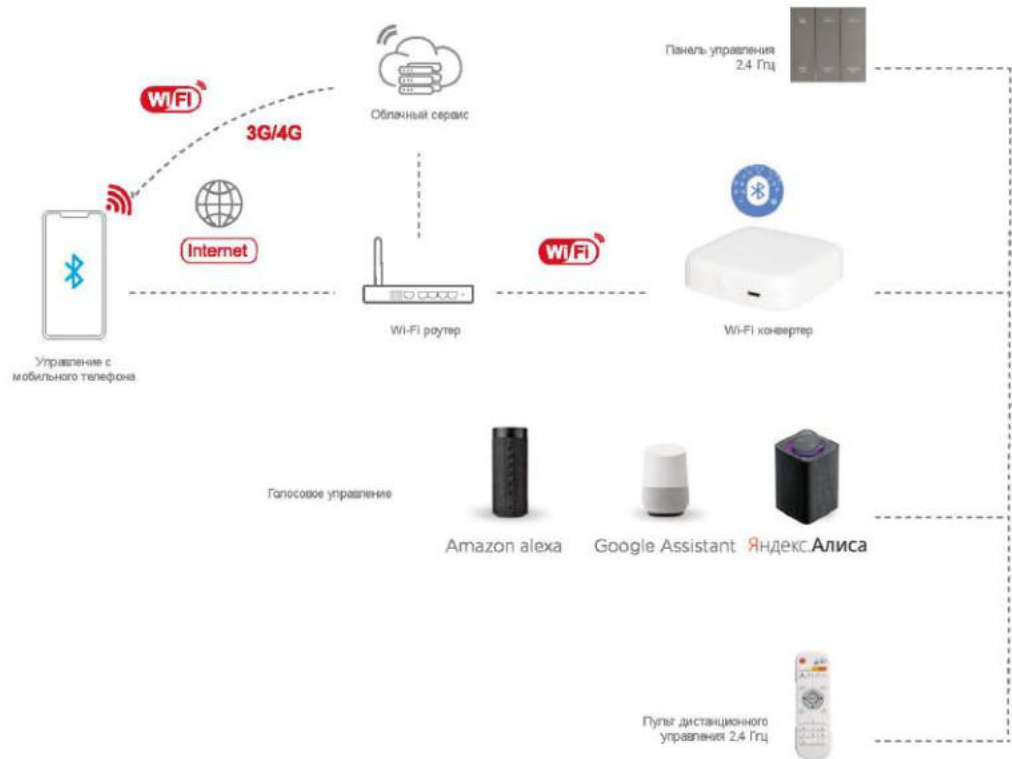 Панель управления
2,4 Ггц
WiFi
Облачный сервис
3G/4G
Internet
WiFi
Wi-Fi роутер
Wi-Fi конвертер
Управление с
мобильного телефона
Голосовое управление
Amazon alexa
Google Assistant
Яндекс.Алиса
Пульт дистанционного
управления 2,4 Ггц